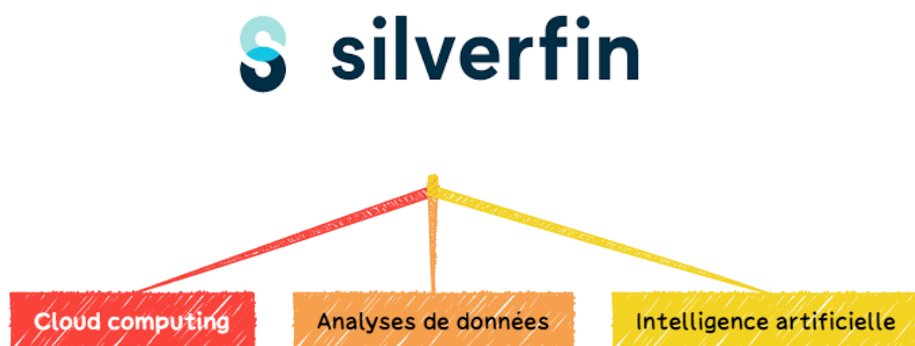 silverfin
Cloud computing
Analyses de données
Intelligence artificielle